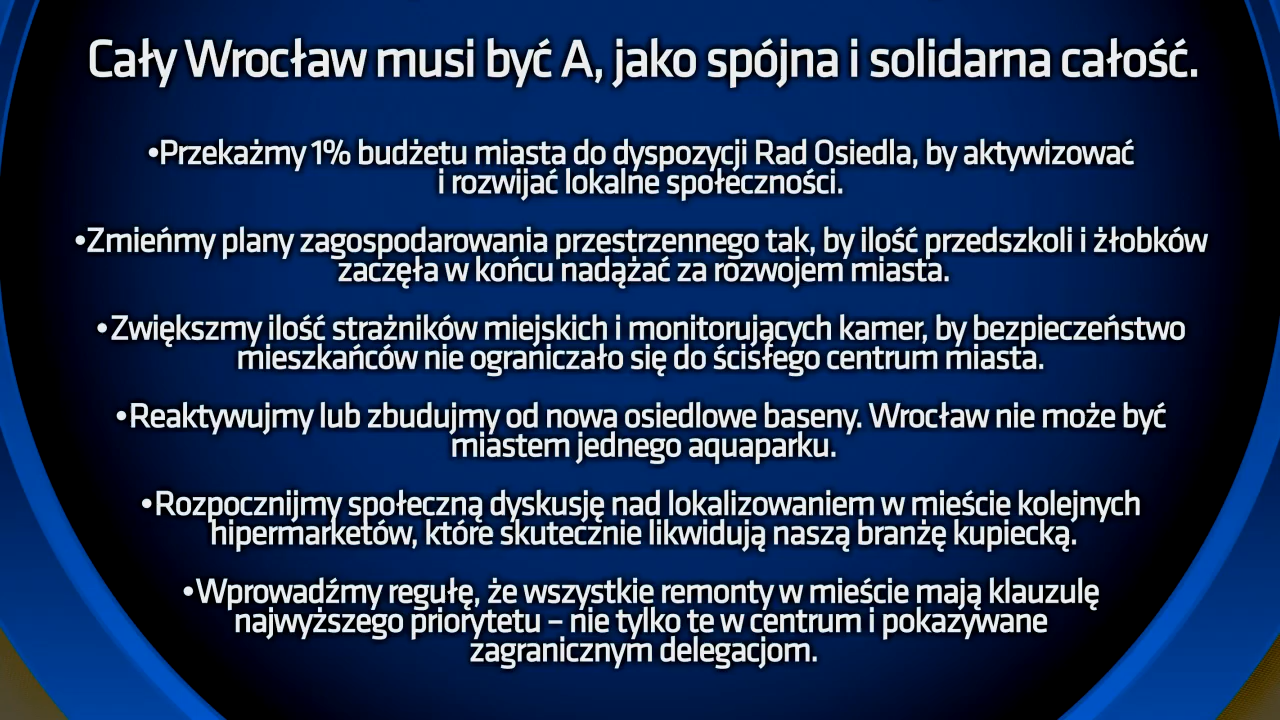 Cały Wrocław musi być A, jako spójna i solidarna całość.
•Przekażmy 1% budżetu miasta do dyspozycji Rad Osiedla, by aktywizować
i rozwijać lokalne społeczności.
•Zmieńmy plany zagospodarowania przestrzennego tak, by ilość przedszkoli i żłobków
zaczęła w końcu nadążać za rozwojem miasta.
•Zwiększmy ilość strażników miejskich i monitorujących kamer, by bezpieczeństwo
mieszkańców nie ograniczało się do ścisłego centrum miasta.
•Reaktywujmy lub zbudujmy od nowa osiedlowe baseny. Wrocław nie może być
miastem jednego aquaparku.
•Rozpocznijmy społeczną dyskusję nad lokalizowaniem w mieście kolejnych
hipermarketów, które skutecznie likwidują naszą branżę kupiecką.
•Wprowadźmy regułę, że wszystkie remonty w mieście mają klauzulę
najwyższego priorytetu – nie tylko te w centrum i pokazywane
zagranicznym delegacjom.